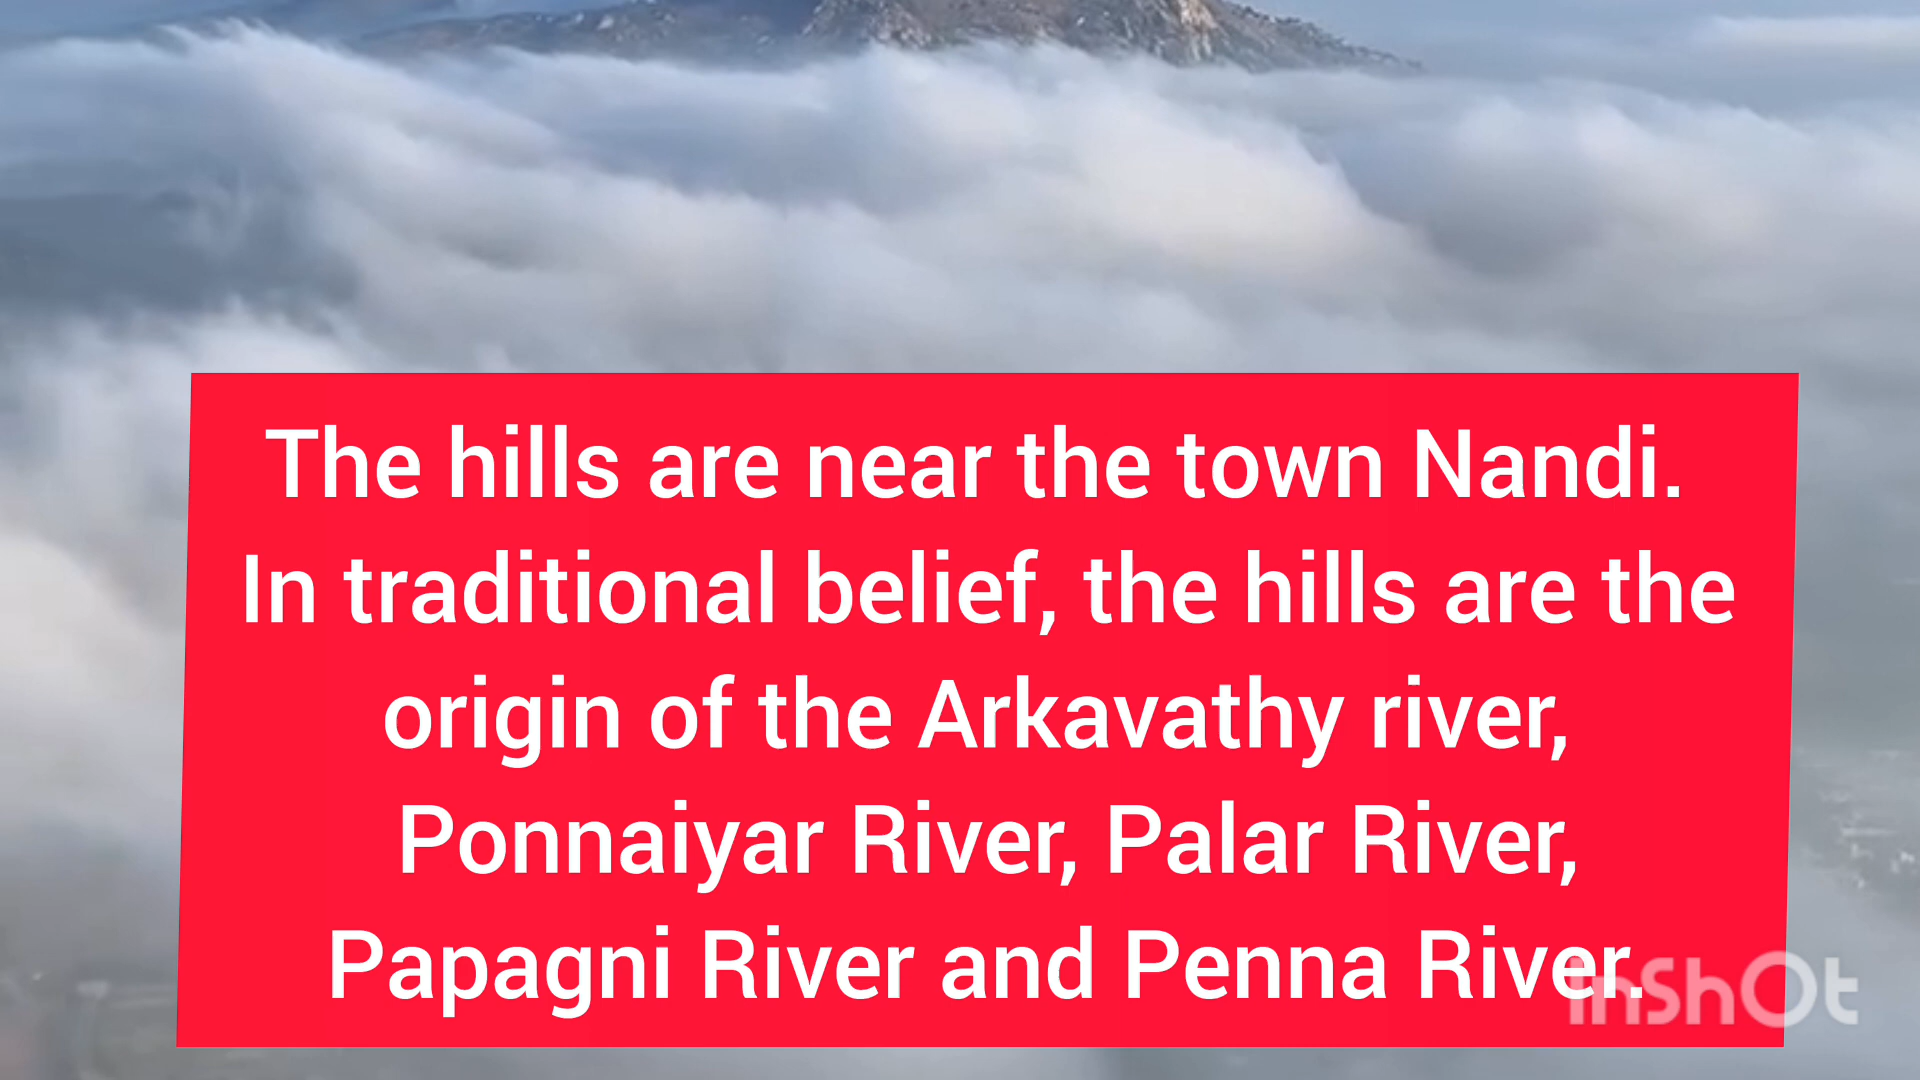 The hills are near the town Nandi.
In traditional belief, the hills are the
origin of the Arkavathy river,
Ponnaiyar River, Palar River,
Papagni River and Penna River.
InShOt